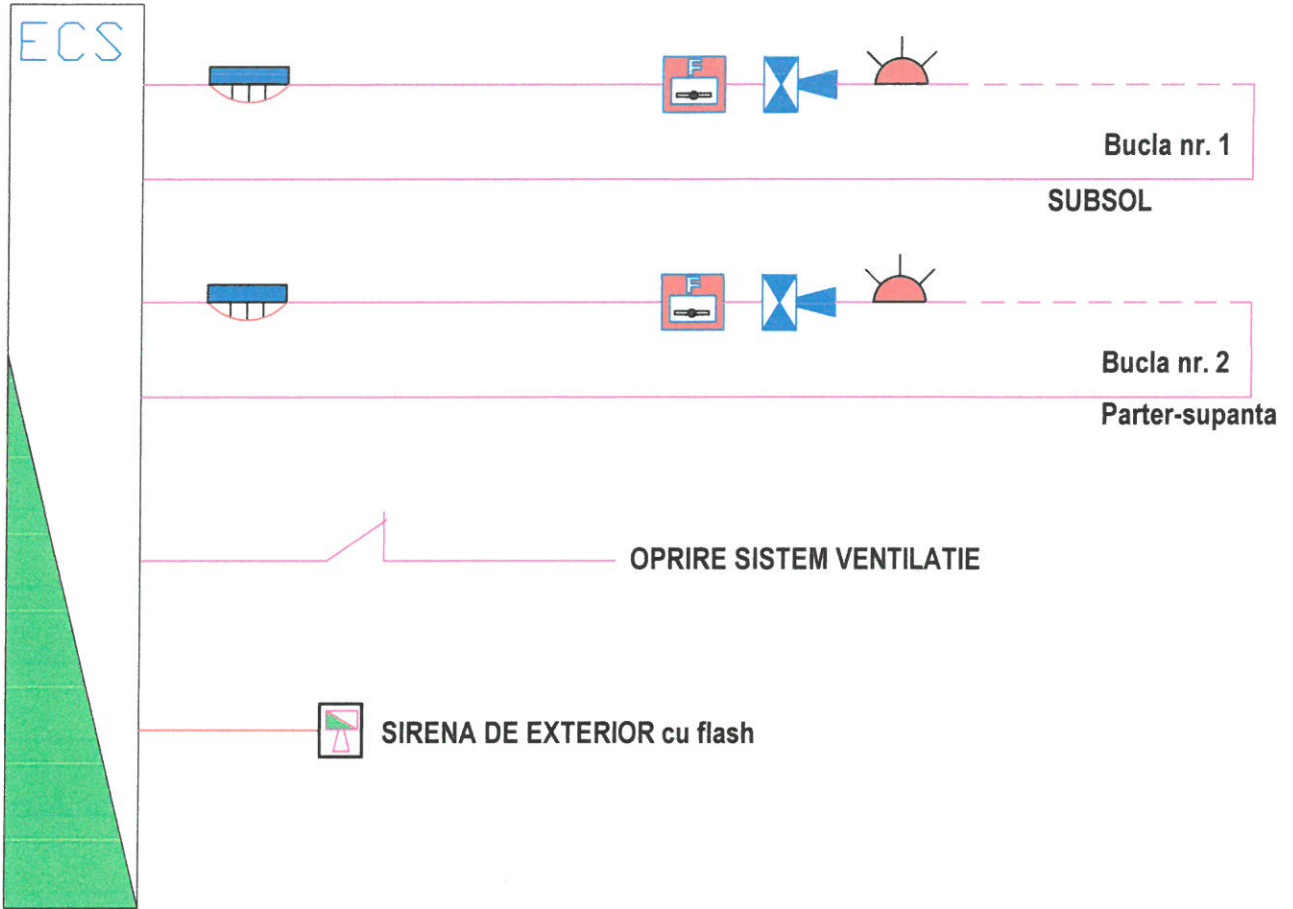 ECS
F
Bucla nr. 1
SUBSOL
F
Bucla nr. 2
Parter-supanta
OPRIRE SISTEM VENTILATIE
SIRENA DE EXTERIOR cu flash